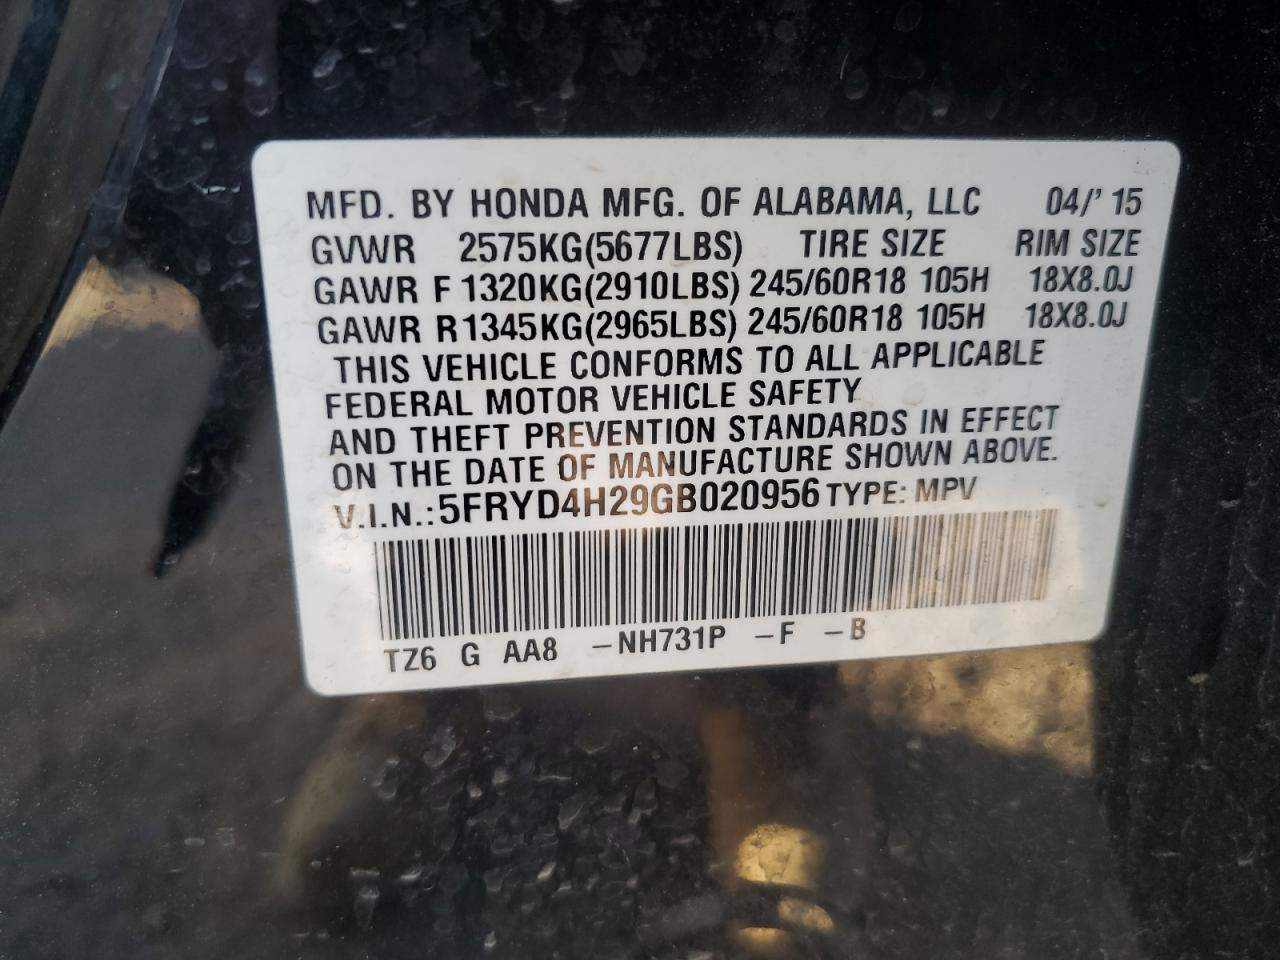 MFD. BY HONDA MFG. OF ALABAMA, LLC 04/' 15
GVWR 2575KG(5677LBS) TIRE SIZE RIM SIZE
GAWR F 1320KG(2910LBS) 245/60R18 105H 18X8.0J
GAWR R 1345KG(2965LBS) 245/60R18 105H 18X8.0J
THIS VEHICLE CONFORMS TO ALL APPLICABLE
FEDERAL MOTOR VEHICLE SAFETY
AND THEFT PREVENTION STANDARDS IN EFFECT
ON THE DATE OF MANUFACTURE SHOWN ABOVE.
V.I.N.: 5FRYD4H29GB020956 TYPE: MPV
TZ6 G AA8 -NH731P -F -B